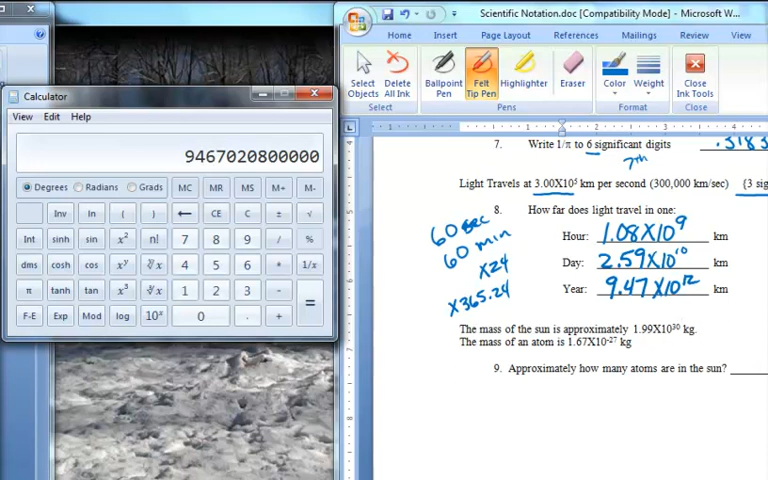 Scientific Notation.doc [Compatibility Mode] - Microsoft W...
Home Insert Page Layout References Mailings Review View
Select Objects
Delete All Ink
Ballpoint Pen
Felt Tip Pen
Highlighter
Eraser
Color
Weight
Close Ink Tools
Select Pens Format Close
Calculator
View Edit Help
9467020800000
Degrees Radians Grads MC MR MS M+ M-
Inv ln ( ) ← CE C ± √
Int sinh sin x² n! 7 8 9 / %
dms cosh cos xʸ ʸ√x 4 5 6 * 1/x
π tanh tan x³ ³√x 1 2 3 - =
F-E Exp Mod log 10ˣ 0 . +
1 2 3 4
7. Write 1/π to 6 significant digits .3183
7th
Light Travels at 3.00X10⁵ km per second (300,000 km/sec) (3 sig
8. How far does light travel in one:
60 sec
60 min
X24
X365.24
Hour: 1.08X10⁹ km
Day: 2.59X10¹⁰ km
Year: 9.47X10¹² km
The mass of the sun is approximately 1.99X10³⁰ kg.
The mass of an atom is 1.67X10⁻²⁷ kg
9. Approximately how many atoms are in the sun?